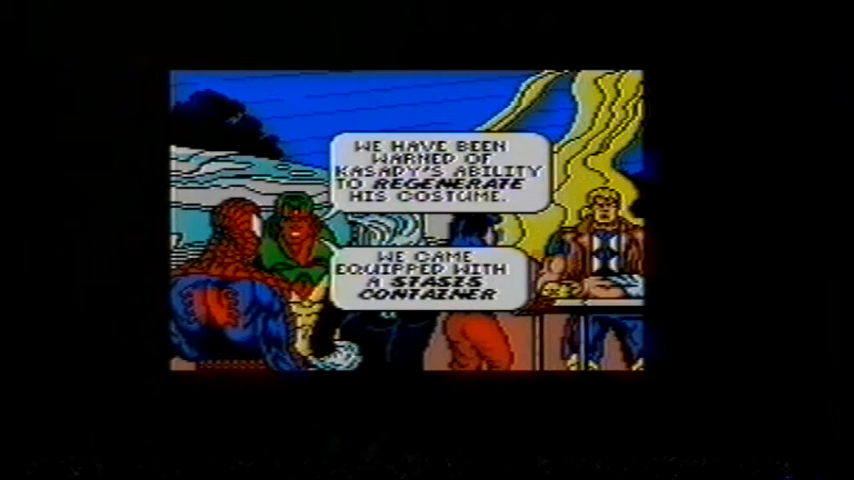 WE HAVE BEEN
WARNED OF
KASADY'S ABILITY
TO REGENERATE
HIS COSTUME.
WE CAME
EQUIPPED WITH
A STASIS
CONTAINER